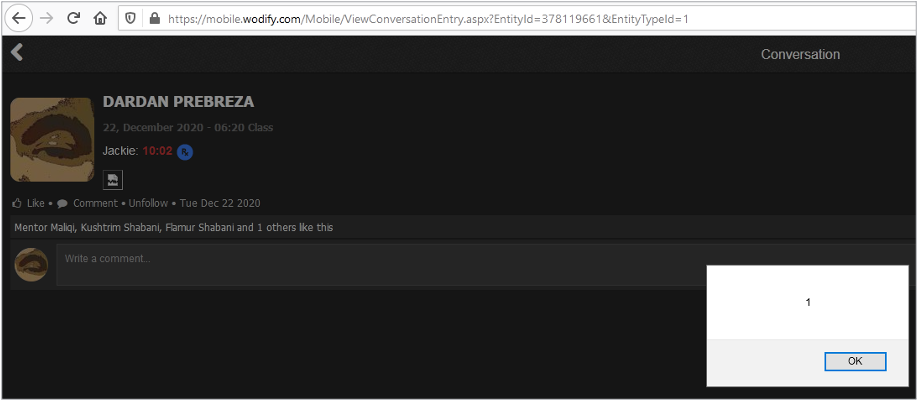 https://mobile.wodify.com/Mobile/ViewConversationEntry.aspx?EntityId=378119661&EntityTypeId=1
Conversation
DARDAN PREBREZA
22, December 2020 - 06:20 Class
Jackie: 10:02
Like • Comment • Unfollow • Tue Dec 22 2020
Mentor Maliqi, Kushtrim Shabani, Flamur Shabani and 1 others like this
Write a comment...
1
OK